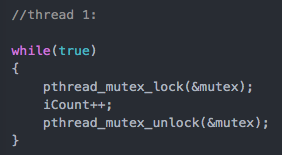 //thread 1:
while(true)
{
    pthread_mutex_lock(&mutex);
    iCount++;
    pthread_mutex_unlock(&mutex);
}